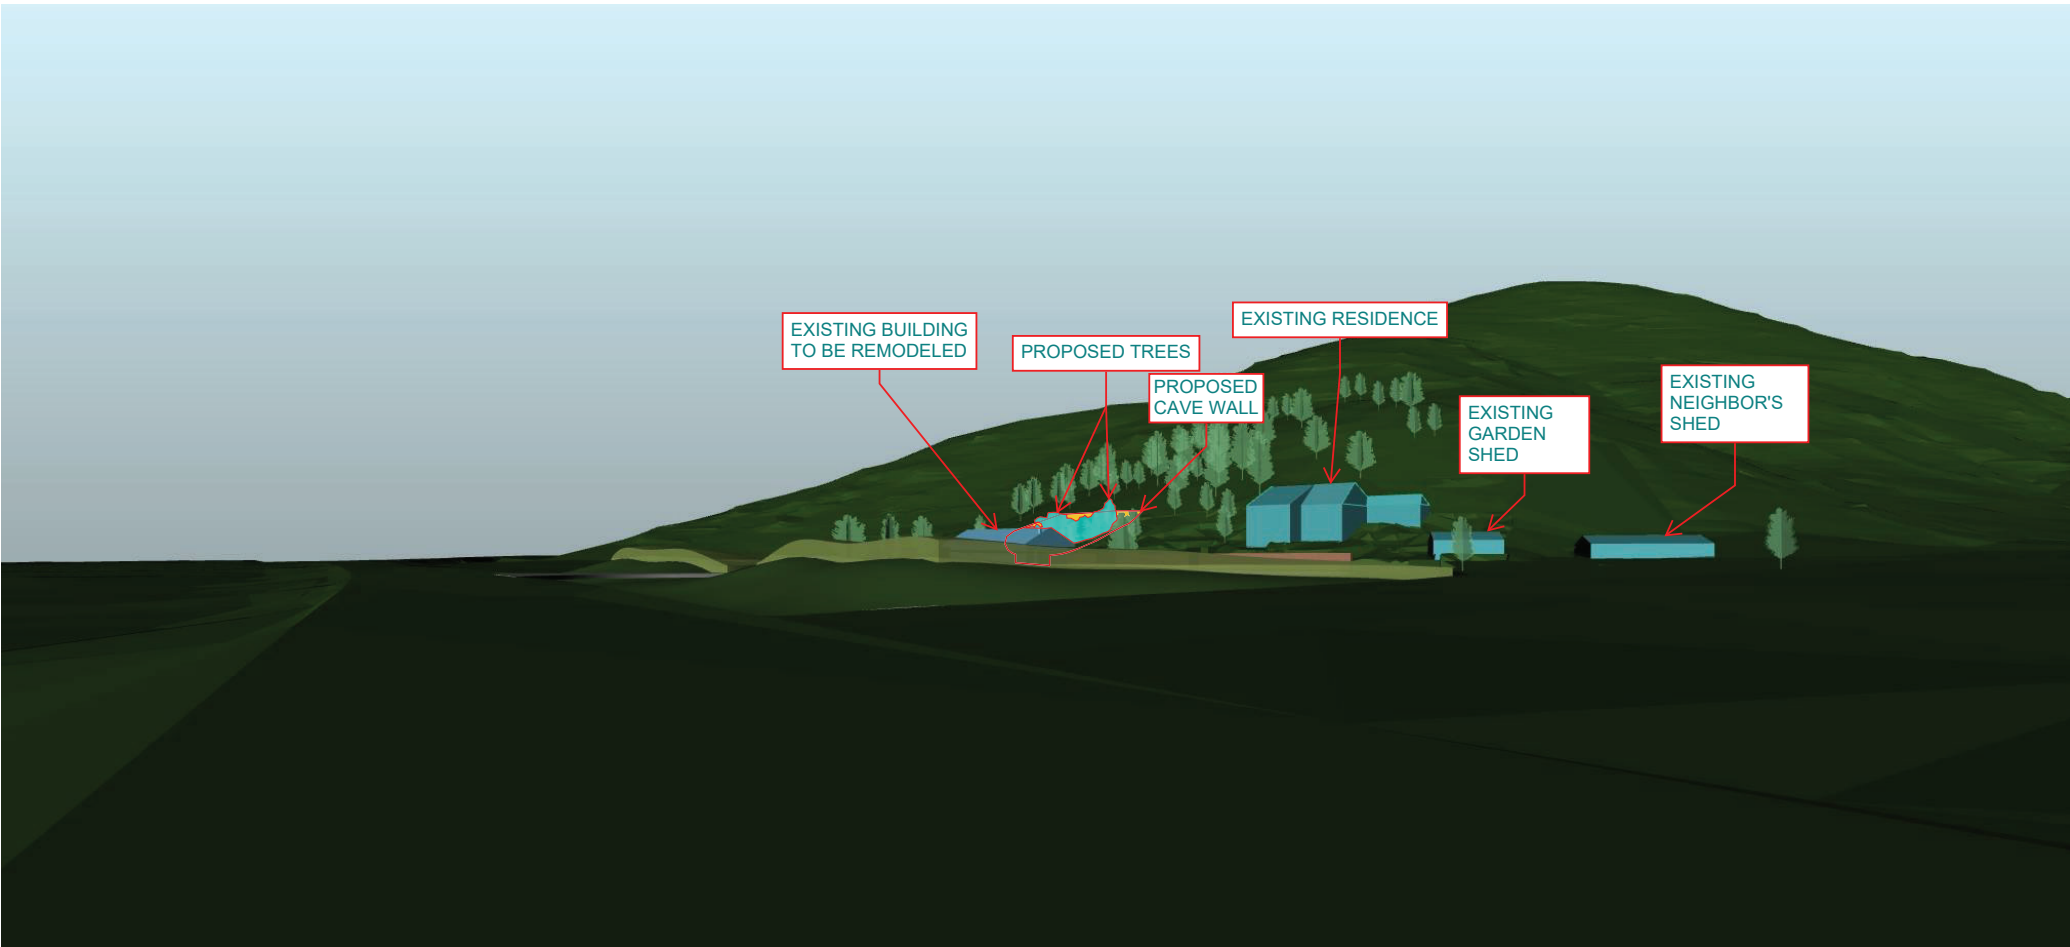 EXISTING BUILDING
TO BE REMODELED
PROPOSED TREES
PROPOSED
CAVE WALL
EXISTING RESIDENCE
EXISTING
GARDEN
SHED
EXISTING
NEIGHBOR'S
SHED